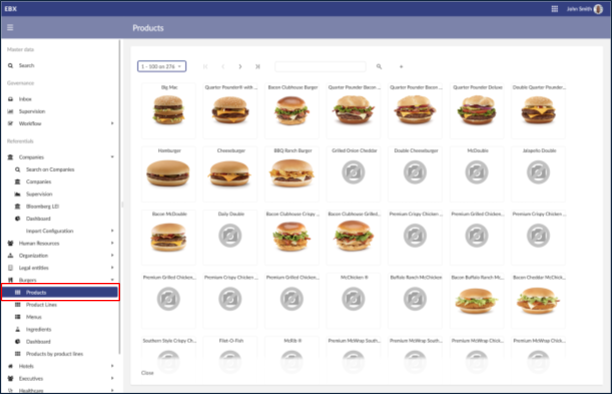 EBX
John Smith
Products
Master data
Search
Governance
Inbox
Supervision
Workflow
Referentials
Companies
Search on Companies
Companies
Supervision
Bloomberg LEI
Dashboard
Import Configuration
Human Resources
Organization
Legal entities
Burgers
Products
Product Lines
Menus
Ingredients
Dashboard
Products by product lines
Hotels
Executives
Healthcare
1 - 100 on 276
Big Mac
Quarter Pounder® with ...
Bacon Clubhouse Burger
Quarter Pounder Bacon ...
Quarter Pounder Bacon ...
Quarter Pounder Deluxe
Double Quarter Pounder...
Hamburger
Cheeseburger
BBQ Ranch Burger
Grilled Onion Cheddar
Double Cheeseburger
McDouble
Jalapeño Double
Bacon McDouble
Daily Double
Bacon Clubhouse Crispy ...
Bacon Clubhouse Grilled...
Premium Crispy Chicken ...
Premium Grilled Chicken...
Premium Crispy Chicken ...
Premium Grilled Chicken...
Premium Crispy Chicken ...
Premium Grilled Chicken...
McChicken ®
Buffalo Ranch McChicken
Bacon Buffalo Ranch Mc...
Bacon Cheddar McChick...
Southern Style Crispy Ch...
Filet-O-Fish
McRib ®
Premium McWrap South...
Premium McWrap South...
Premium McWrap Chick...
Premium McWrap Chick...
Close